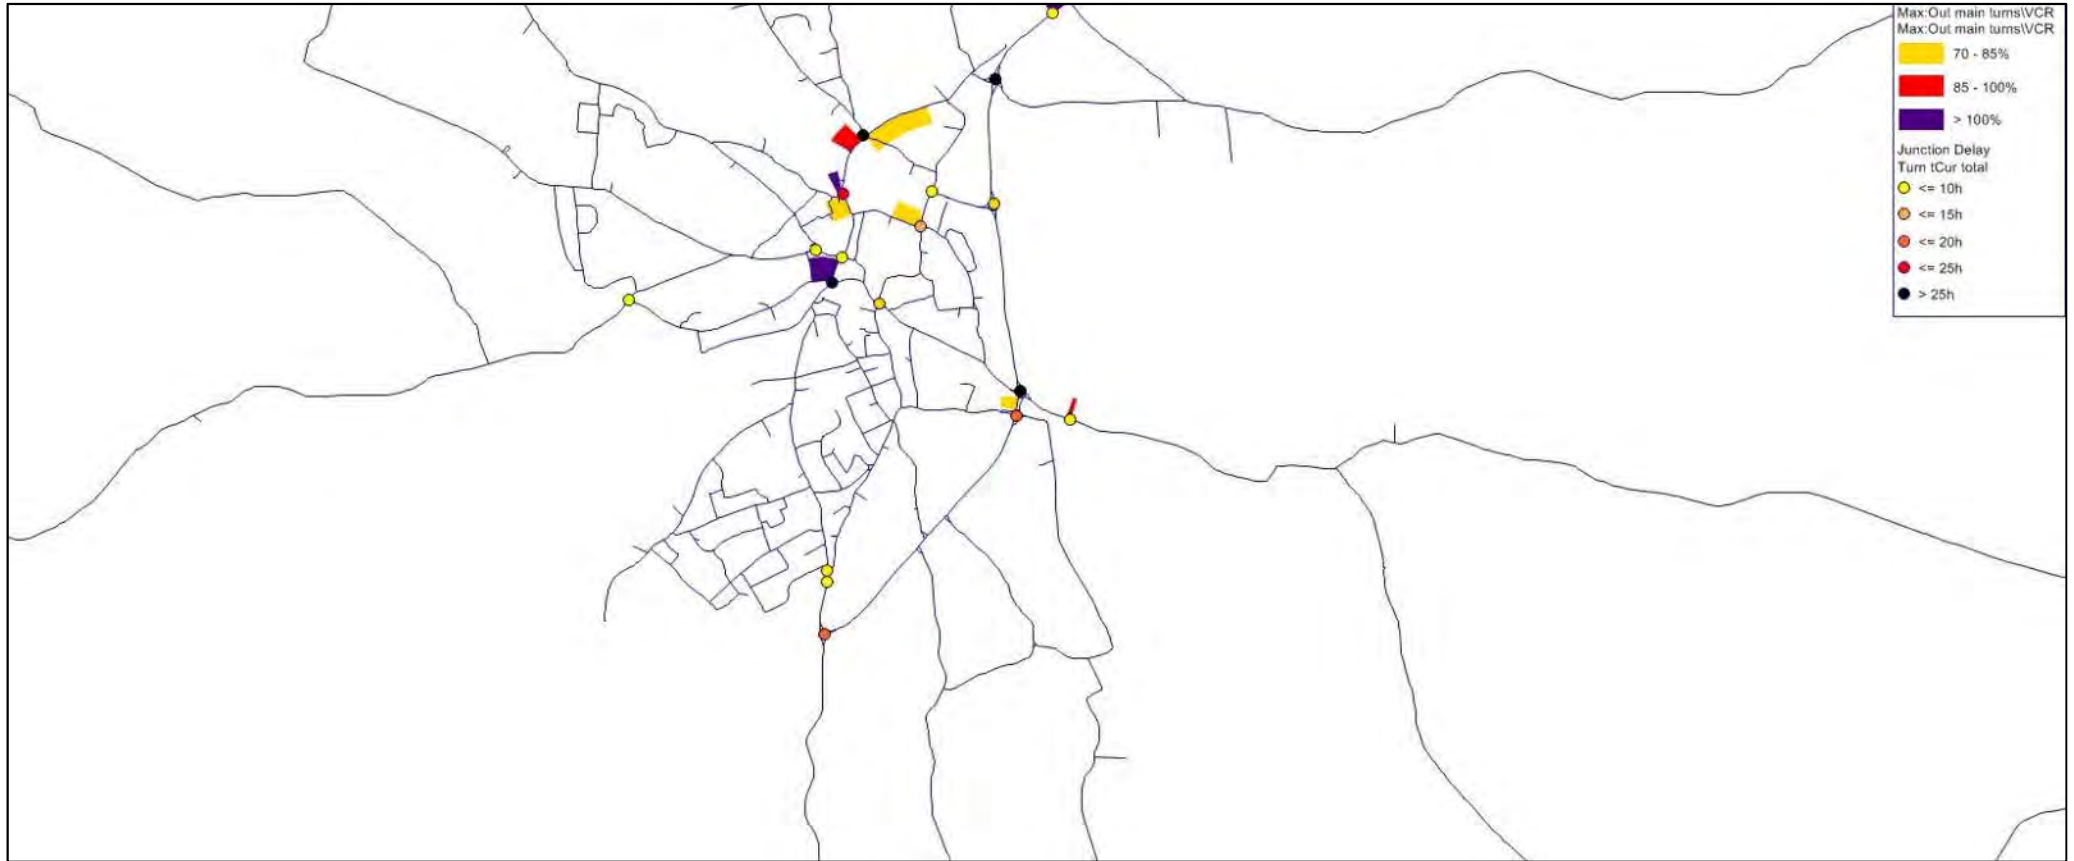 Max:Out main turns\VCR
Max:Out main turns\VCR
70 - 85%
85 - 100%
> 100%
Junction Delay
Turn tCur total
<= 10h
<= 15h
<= 20h
<= 25h
> 25h